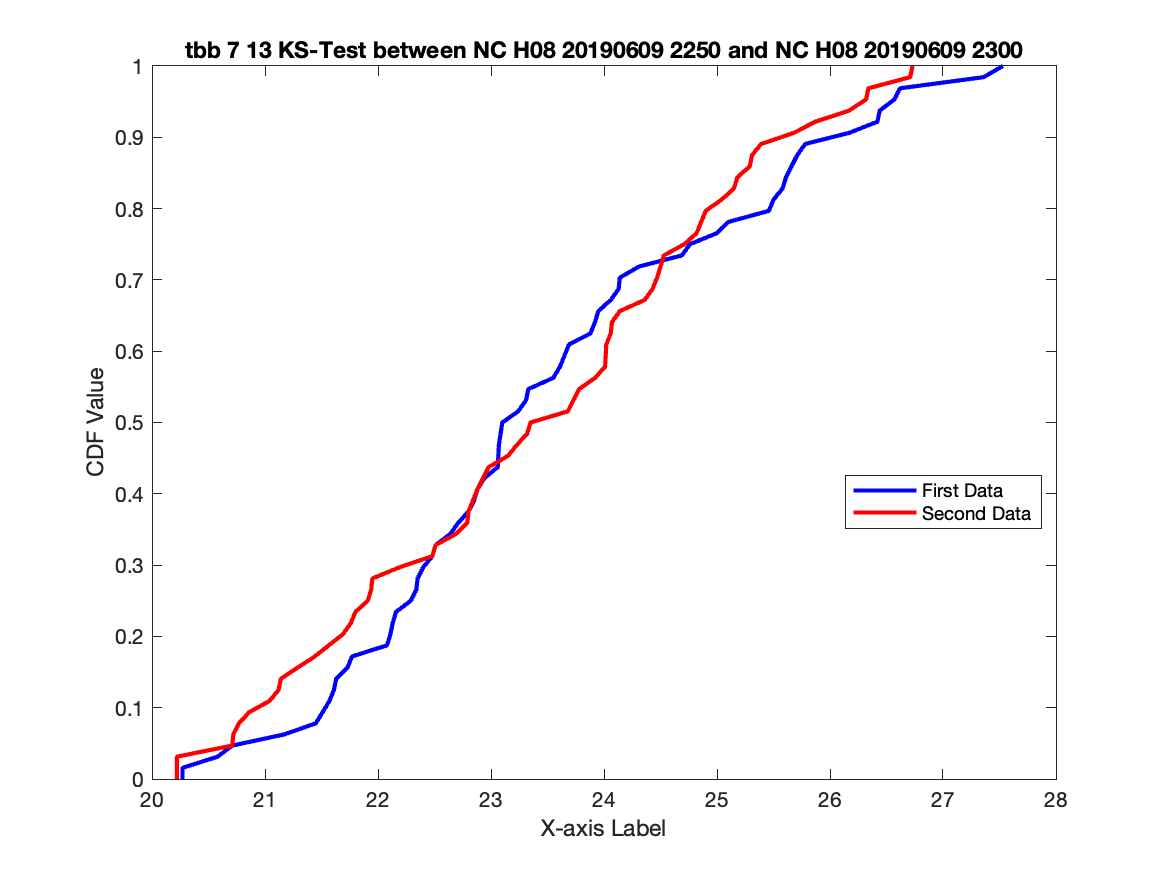 tbb 7 13 KS-Test between NC H08 20190609 2250 and NC H08 20190609 2300
1
0.9
0.8
0.7
0.6
0.5
0.4
0.3
0.2
0.1
0
CDF Value
First Data
Second Data
20 21 22 23 24 25 26 27 28
X-axis Label